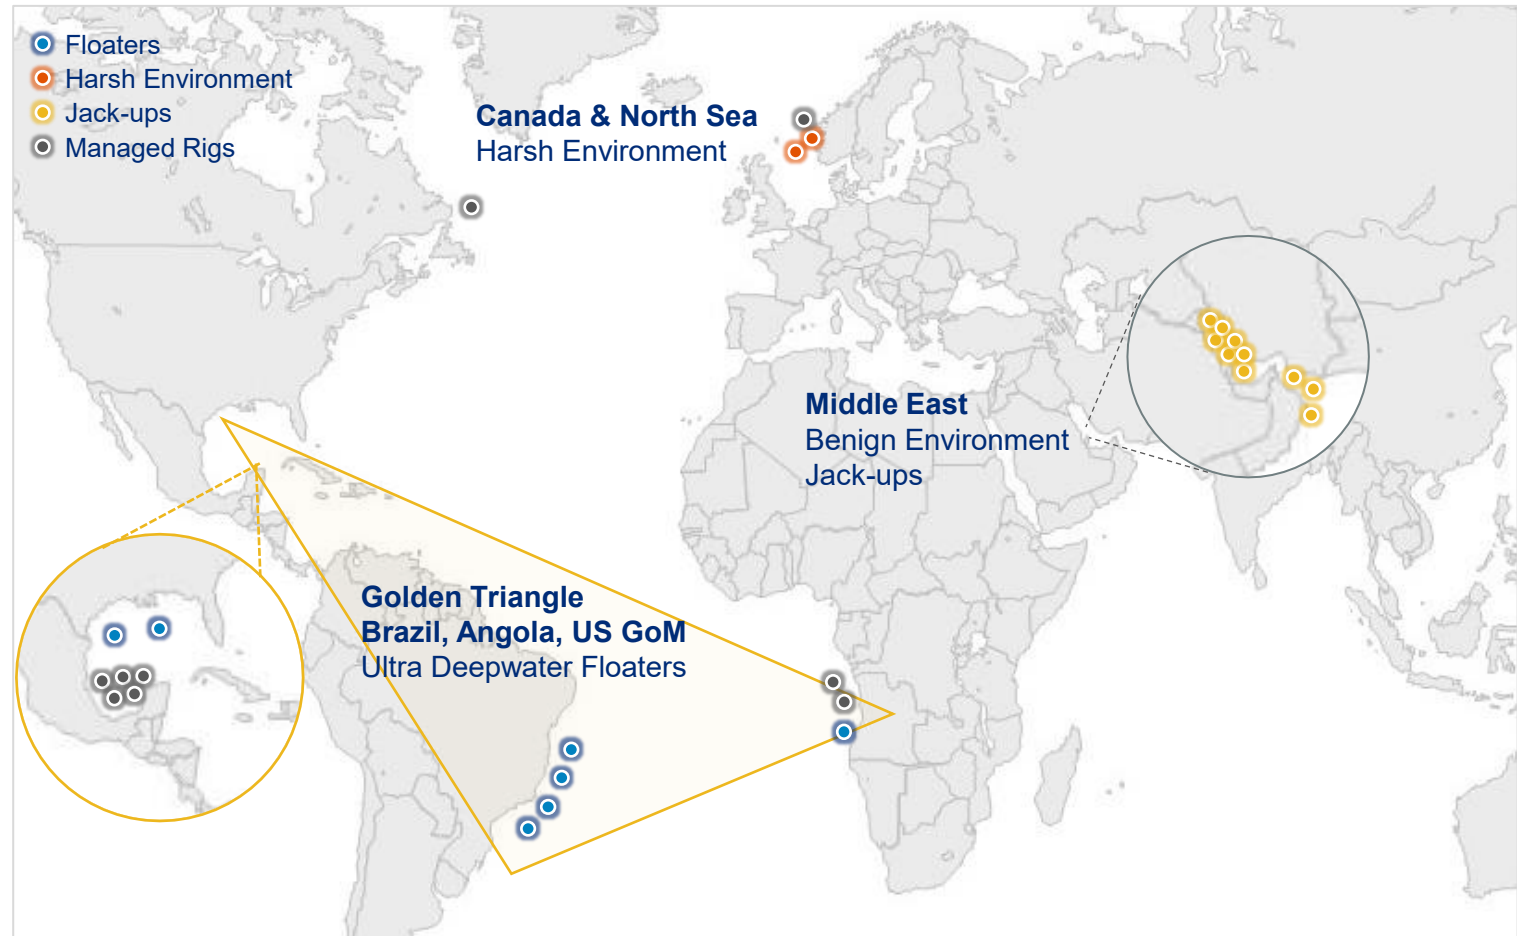 Floaters
Harsh Environment
Jack-ups
Managed Rigs
Canada & North Sea
Harsh Environment
Middle East
Benign Environment
Jack-ups
Golden Triangle
Brazil, Angola, US GoM
Ultra Deepwater Floaters